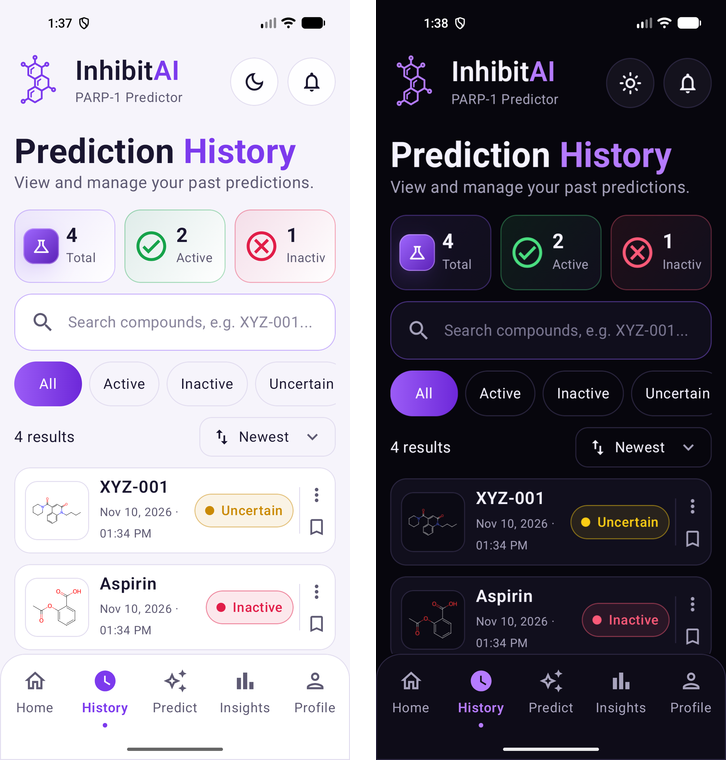 1:37
InhibitAI
PARP-1 Predictor
Prediction History
View and manage your past predictions.
4
Total
2
Active
1
Inactiv
Search compounds, e.g. XYZ-001...
All
Active
Inactive
Uncertain
4 results
Newest
XYZ-001
Nov 10, 2026 ·
01:34 PM
Uncertain
Aspirin
Nov 10, 2026 ·
01:34 PM
Inactive
Home
History
Predict
Insights
Profile
1:38
InhibitAI
PARP-1 Predictor
Prediction History
View and manage your past predictions.
4
Total
2
Active
1
Inactiv
Search compounds, e.g. XYZ-001...
All
Active
Inactive
Uncertain
4 results
Newest
XYZ-001
Nov 10, 2026 ·
01:34 PM
Uncertain
Aspirin
Nov 10, 2026 ·
01:34 PM
Inactive
Home
History
Predict
Insights
Profile